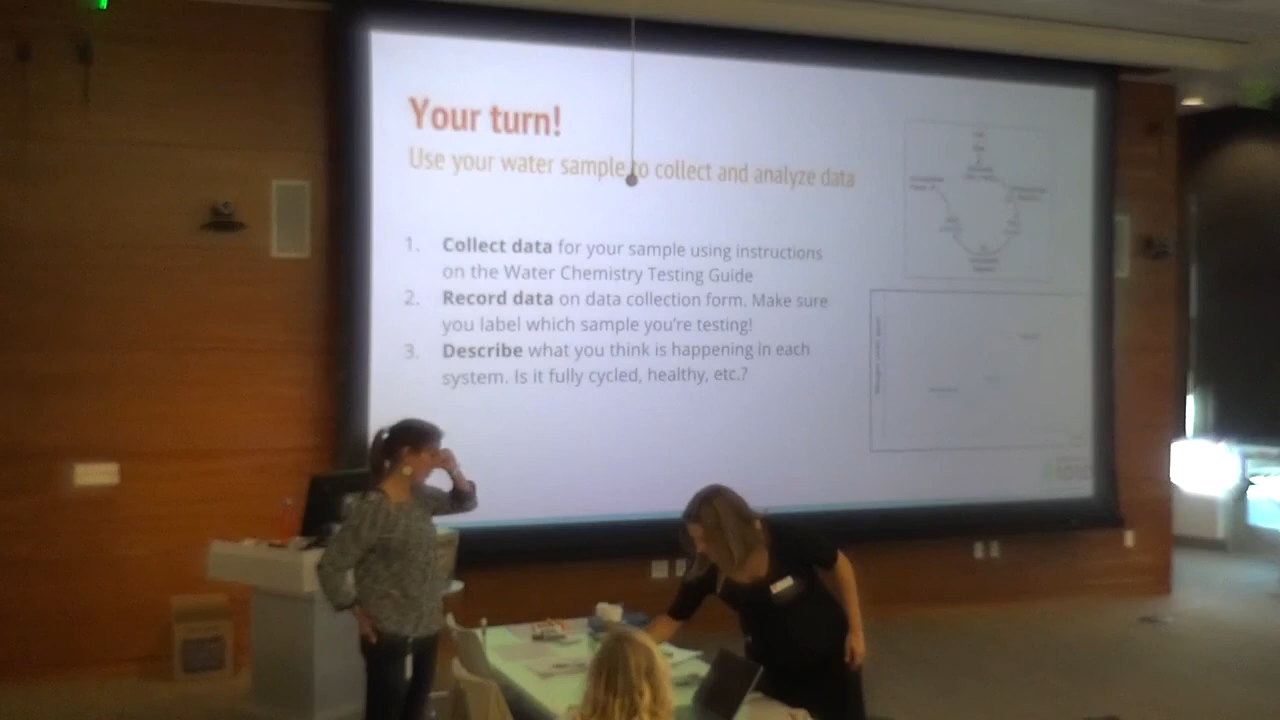 Your turn!
Use your water sample to collect and analyze data
1. Collect data for your sample using instructions
on the Water Chemistry Testing Guide
2. Record data on data collection form. Make sure
you label which sample you're testing!
3. Describe what you think is happening in each
system. Is it fully cycled, healthy, etc.?